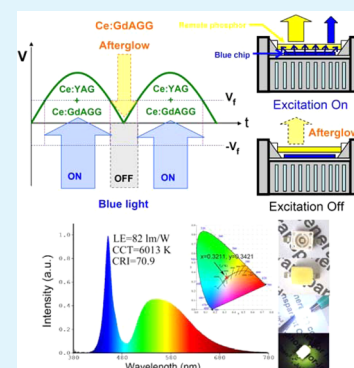 Ce:GdAGG
Afterglow
V
Ce:YAG
+
Ce:GdAGG
Ce:YAG
+
Ce:GdAGG
Vf
t
-Vf
ON
OFF
ON
Blue light
Remote phosphor
Blue chip
Excitation On
Afterglow
Excitation Off
LE=82 lm/W
CCT=6013 K
CRI=70.9
x=0.3211, y=0.3421
Intensity (a.u.)
1.0
0.8
0.6
0.4
0.2
0.0
300
400
500
600
700
Wavelength (nm)